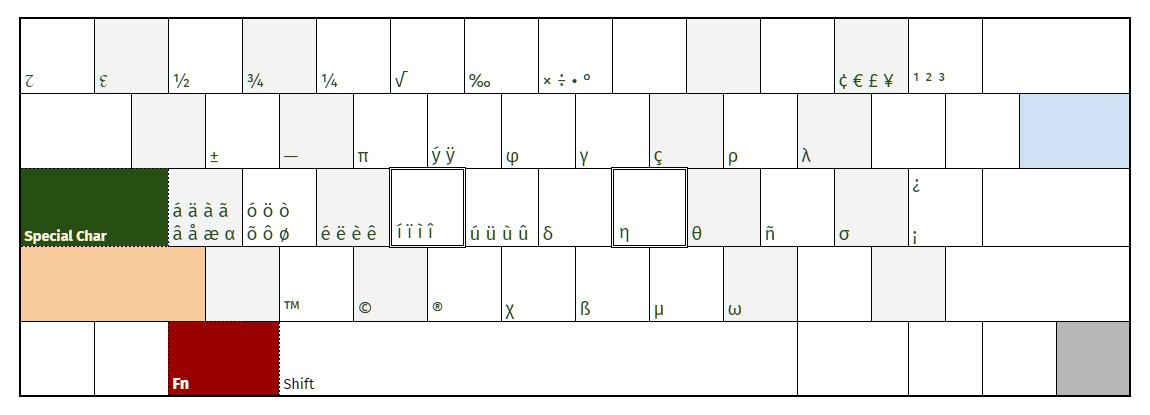 ꙅ ε ½ ¾ ¼ √ ‰ × ÷ • ° ¢ € £ ¥ ¹ ² ³
± — π ý ÿ φ γ ç ρ λ
á ä à ã ó ö ò ¿
Special Char â å æ α õ ô ø é ë è ê í ï ì î ú ü ù û δ η θ ñ σ ¡
™ © ® χ ß µ ω
Fn Shift